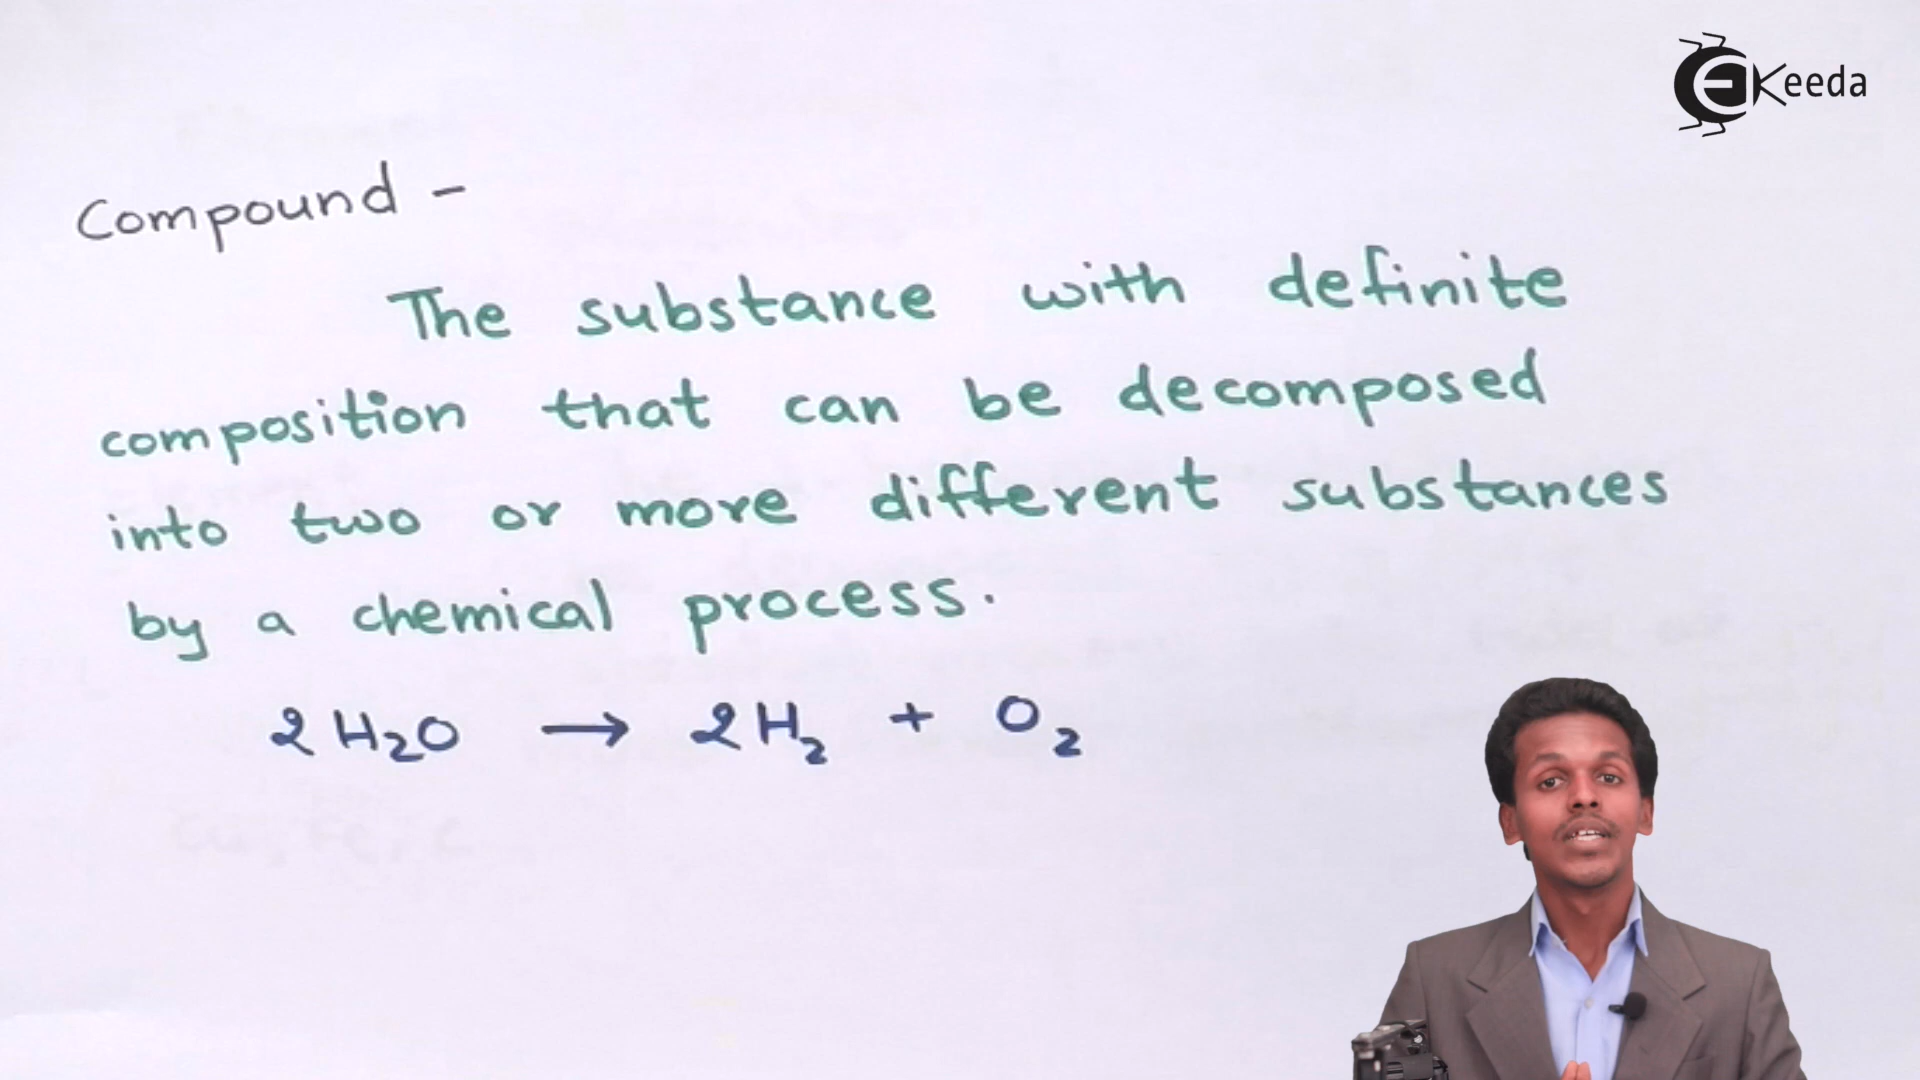 EKeeda
Compound -
The substance with definite
composition that can be decomposed
into two or more different substances
by a chemical process.
2H₂O → 2H₂ + O₂